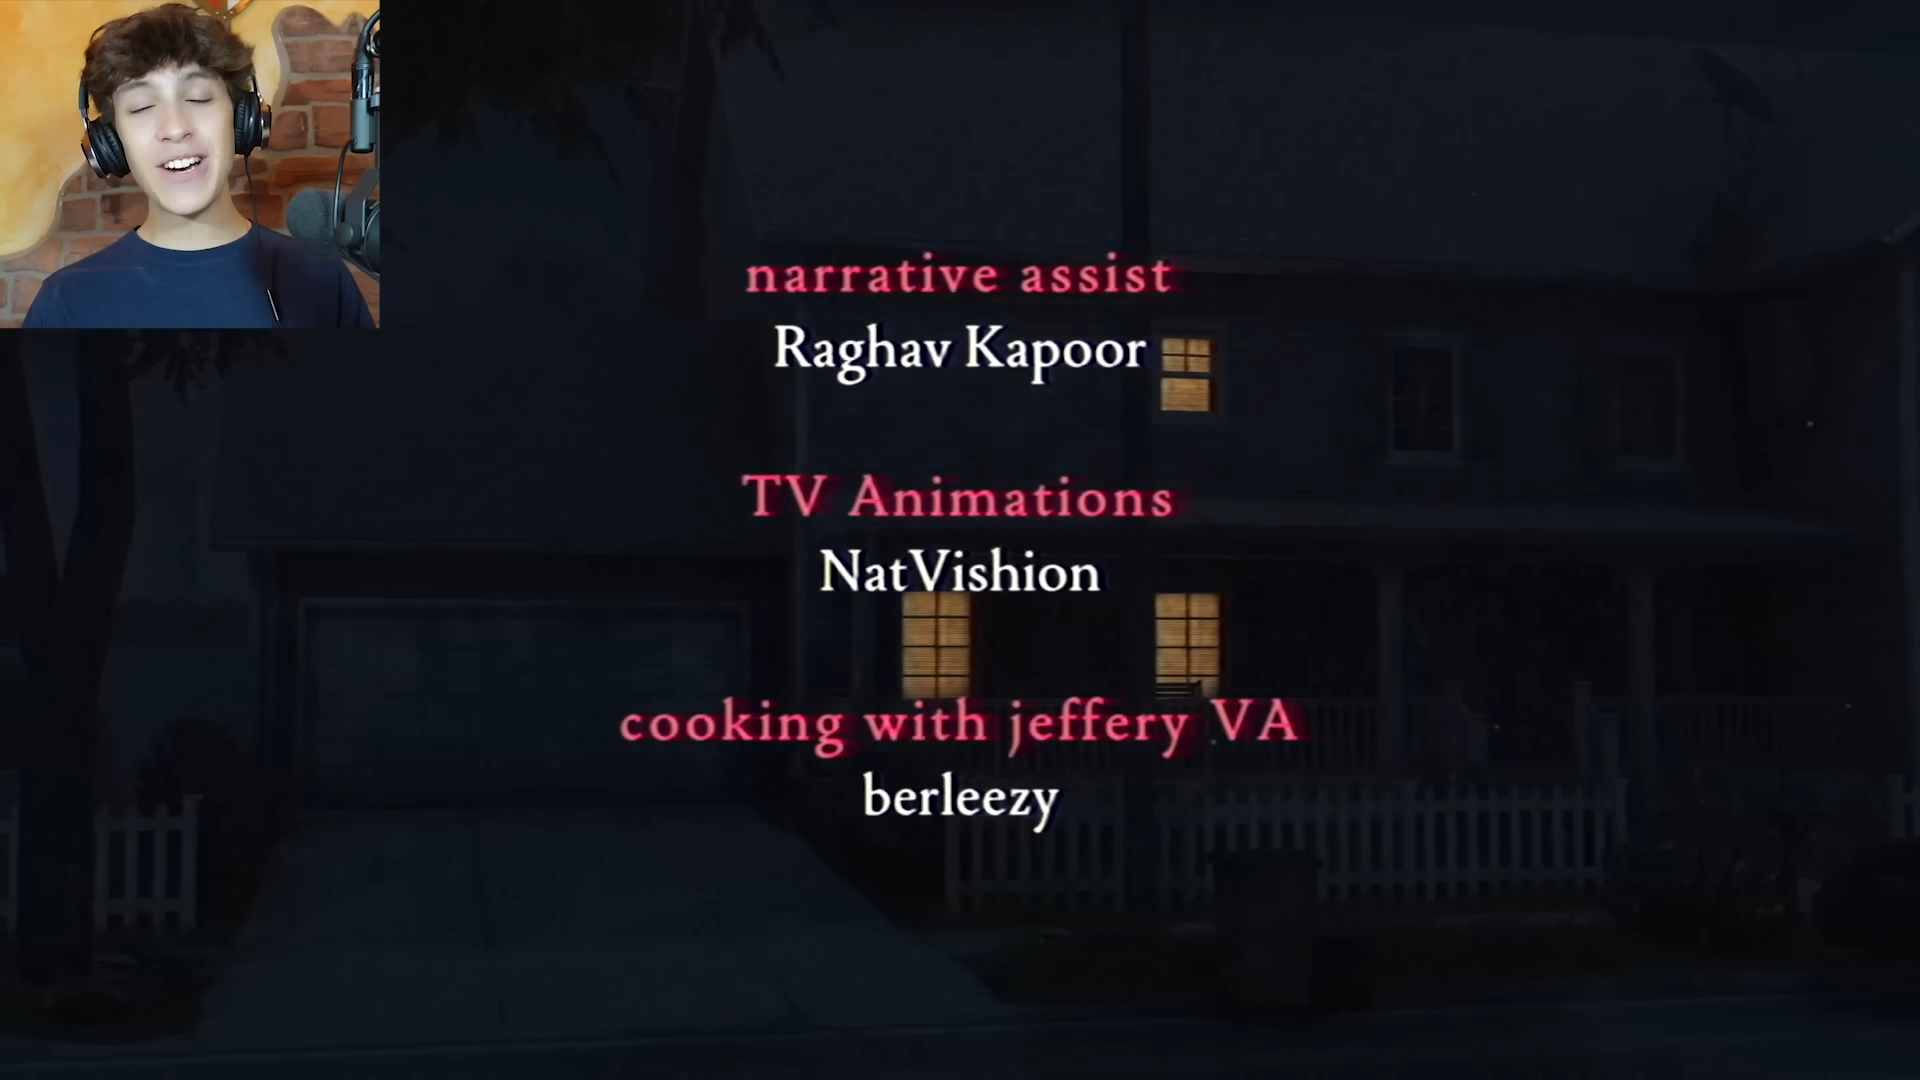 narrative assist
Raghav Kapoor
TV Animations
NatVishion
cooking with jeffery VA
berleezy